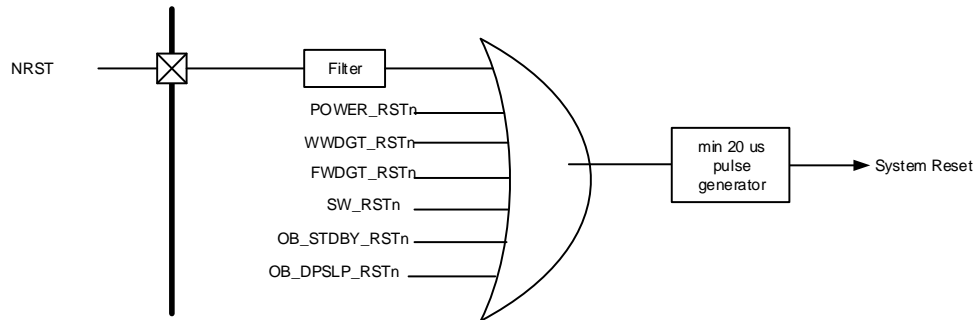 NRST
Filter
POWER_RSTn
WWDGT_RSTn
FWDGT_RSTn
SW_RSTn
OB_STDBY_RSTn
OB_DPSLP_RSTn
min 20 us
pulse
generator
System Reset